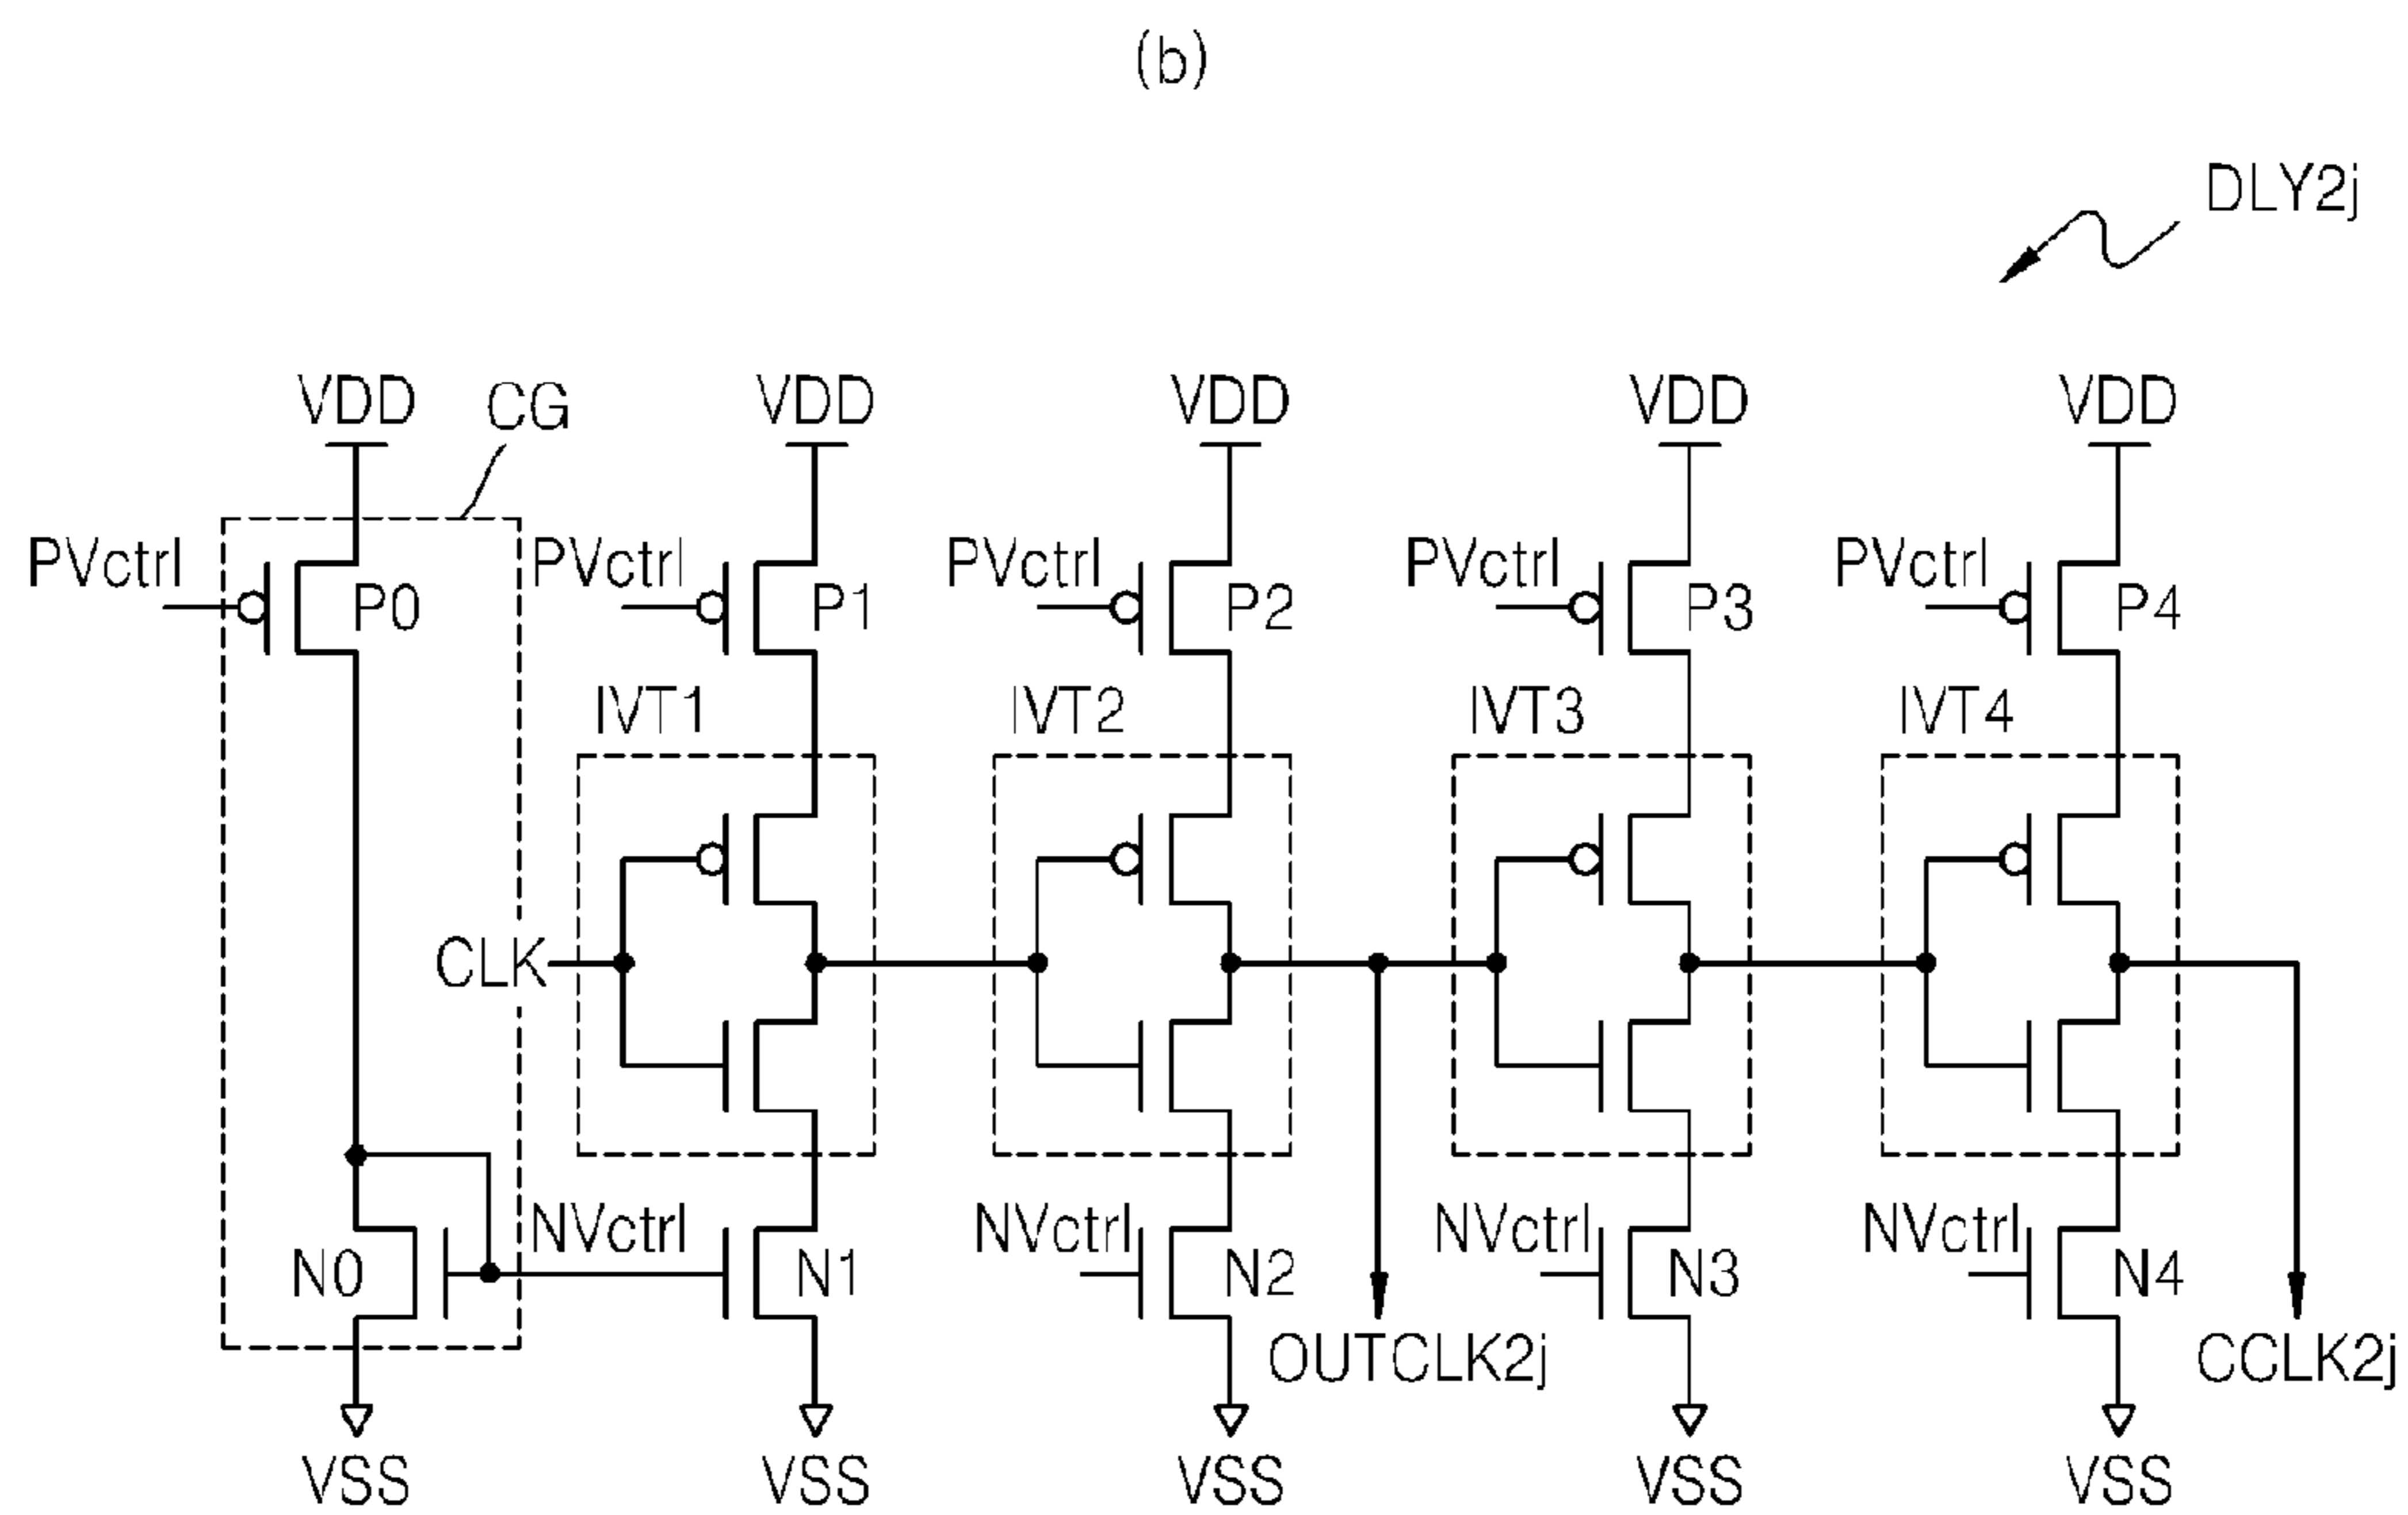 (b)
DLY2j
VDD CG VDD VDD VDD VDD
PVctrl P0 PVctrl P1 PVctrl P2 PVctrl P3 PVctrl P4
IVT1 IVT2 IVT3 IVT4
CLK
NVctrl NVctrl NVctrl NVctrl
N0 N1 N2 N3 N4
OUTCLK2j CCLK2j
VSS VSS VSS VSS VSS